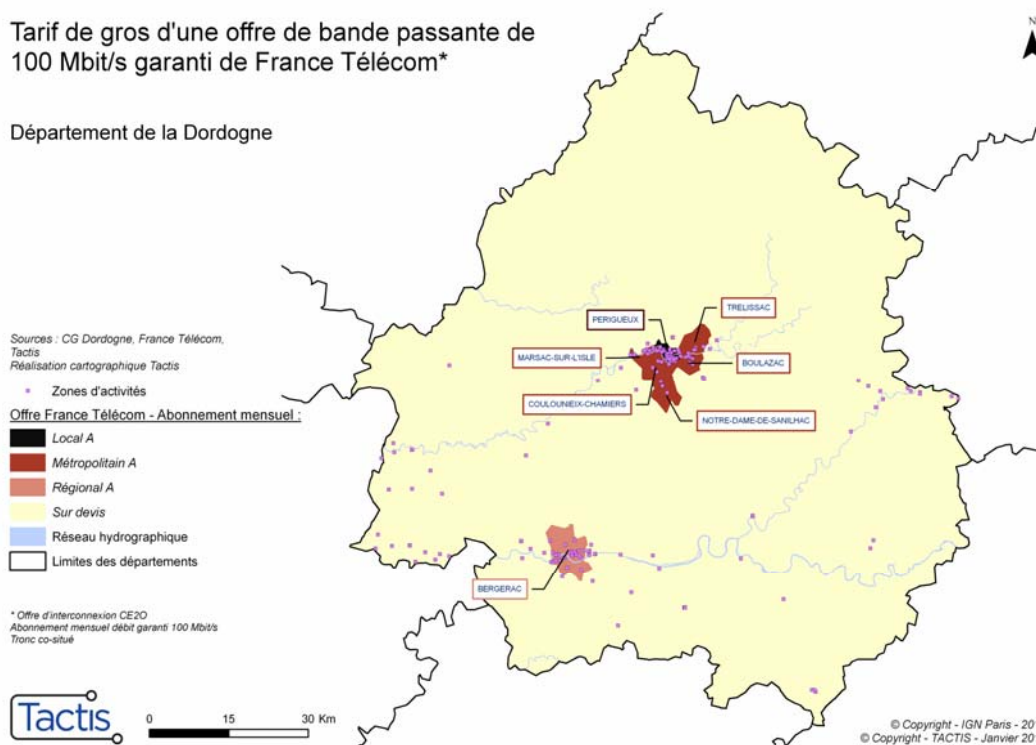 Tarif de gros d'une offre de bande passante de
100 Mbit/s garanti de France Télécom*
Département de la Dordogne
N
TRELISSAC
PERIGUEUX
MARSAC-SUR-L'ISLE
BOULAZAC
COULOUNIEIX-CHAMIERS
NOTRE-DAME-DE-SANILHAC
BERGERAC
Sources : CG Dordogne, France Télécom,
Tactis
Réalisation cartographique Tactis
Zones d'activités
Offre France Télécom - Abonnement mensuel :
Local A
Métropolitain A
Régional A
Sur devis
Réseau hydrographique
Limites des départements
* Offre d'interconnexion CE2O
Abonnement mensuel débit garanti 100 Mbit/s
Tronc co-situé
Tactis
0 15 30 Km
© Copyright - IGN Paris - 20
© Copyright - TACTIS - Janvier 20